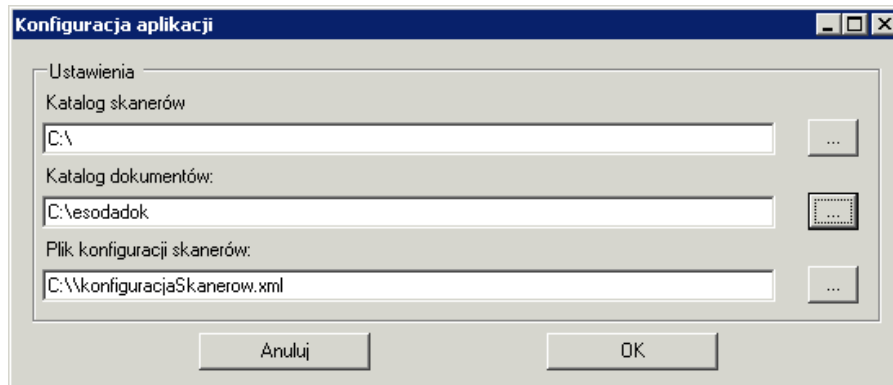 Konfiguracja aplikacji
Ustawienia
Katalog skanerów
C:\
...
Katalog dokumentów:
C:\esodadok
...
Plik konfiguracji skanerów:
C:\\konfiguracjaSkanerow.xml
...
Anuluj OK